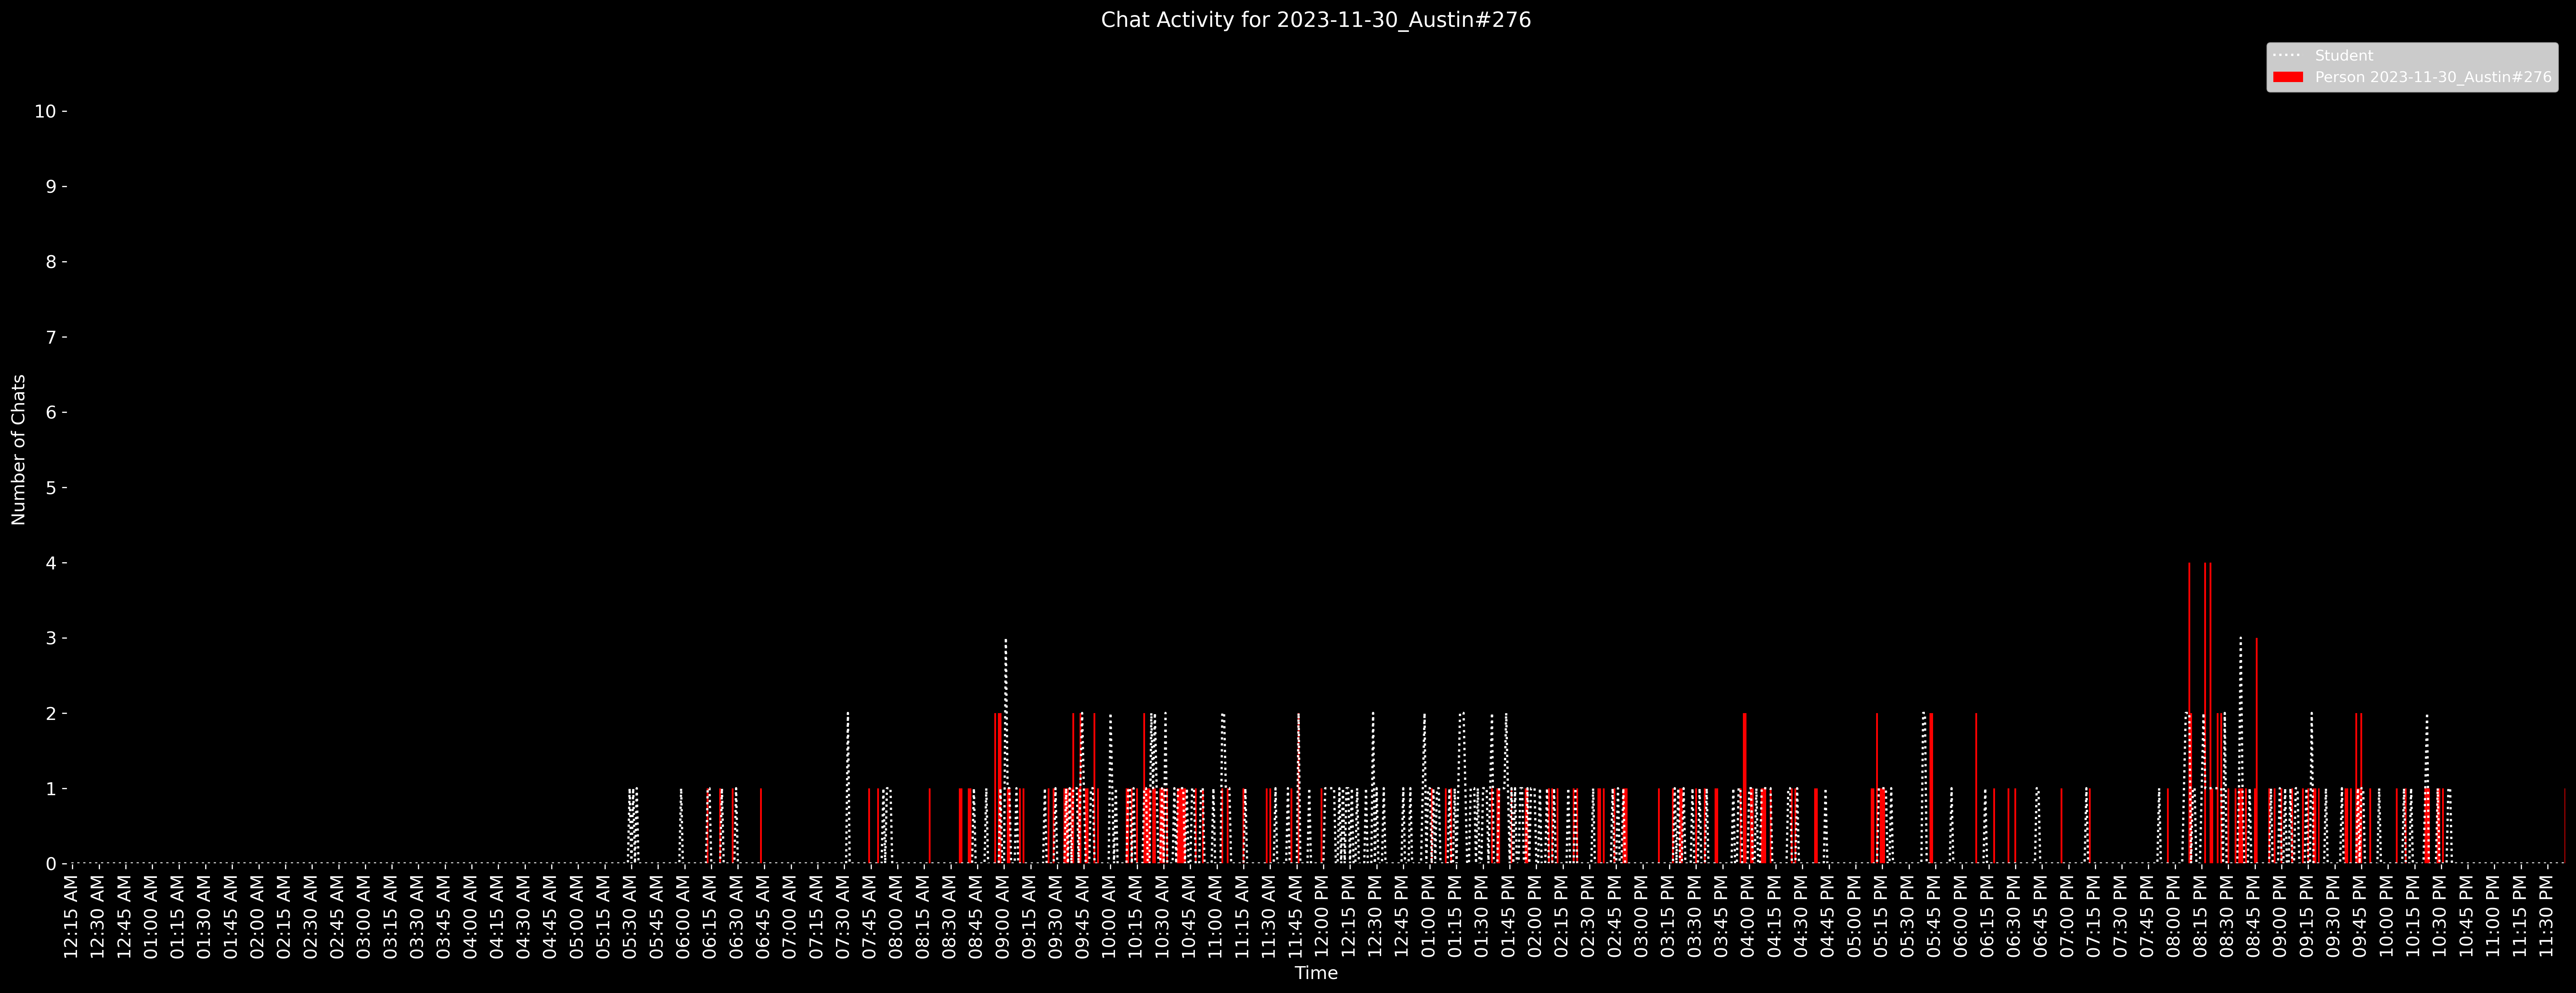 Chat Activity for 2023-11-30_Austin#276
Student
Person 2023-11-30_Austin#276
10
9
8
7
6
5
4
3
2
1
0
Number of Chats
12:15 AM
12:30 AM
12:45 AM
01:00 AM
01:15 AM
01:30 AM
01:45 AM
02:00 AM
02:15 AM
02:30 AM
02:45 AM
03:00 AM
03:15 AM
03:30 AM
03:45 AM
04:00 AM
04:15 AM
04:30 AM
04:45 AM
05:00 AM
05:15 AM
05:30 AM
05:45 AM
06:00 AM
06:15 AM
06:30 AM
06:45 AM
07:00 AM
07:15 AM
07:30 AM
07:45 AM
08:00 AM
08:15 AM
08:30 AM
08:45 AM
09:00 AM
09:15 AM
09:30 AM
09:45 AM
10:00 AM
10:15 AM
10:30 AM
10:45 AM
11:00 AM
11:15 AM
11:30 AM
11:45 AM
12:00 PM
12:15 PM
12:30 PM
12:45 PM
01:00 PM
01:15 PM
01:30 PM
01:45 PM
02:00 PM
02:15 PM
02:30 PM
02:45 PM
03:00 PM
03:15 PM
03:30 PM
03:45 PM
04:00 PM
04:15 PM
04:30 PM
04:45 PM
05:00 PM
05:15 PM
05:30 PM
05:45 PM
06:00 PM
06:15 PM
06:30 PM
06:45 PM
07:00 PM
07:15 PM
07:30 PM
07:45 PM
08:00 PM
08:15 PM
08:30 PM
08:45 PM
09:00 PM
09:15 PM
09:30 PM
09:45 PM
10:00 PM
10:15 PM
10:30 PM
10:45 PM
11:00 PM
11:15 PM
11:30 PM
Time